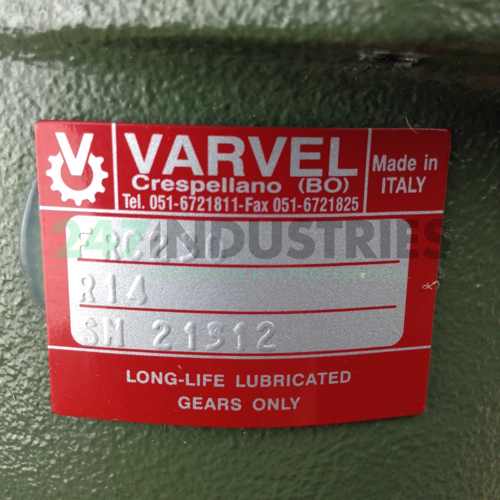 V VARVEL
Crespellano (BO)
Tel. 051-6721811-Fax 051-6721825
Made in
ITALY
247INDUSTRIES
R14
SN 21912
LONG-LIFE LUBRICATED
GEARS ONLY